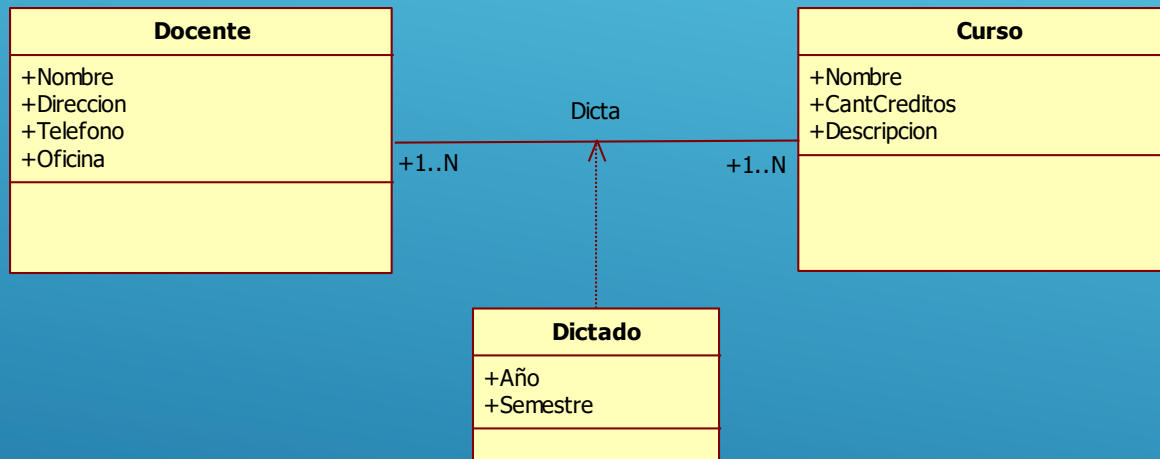 Docente
+Nombre
+Direccion
+Telefono
+Oficina
Dicta
+1..N
+1..N
Curso
+Nombre
+CantCreditos
+Descripcion
Dictado
+Año
+Semestre